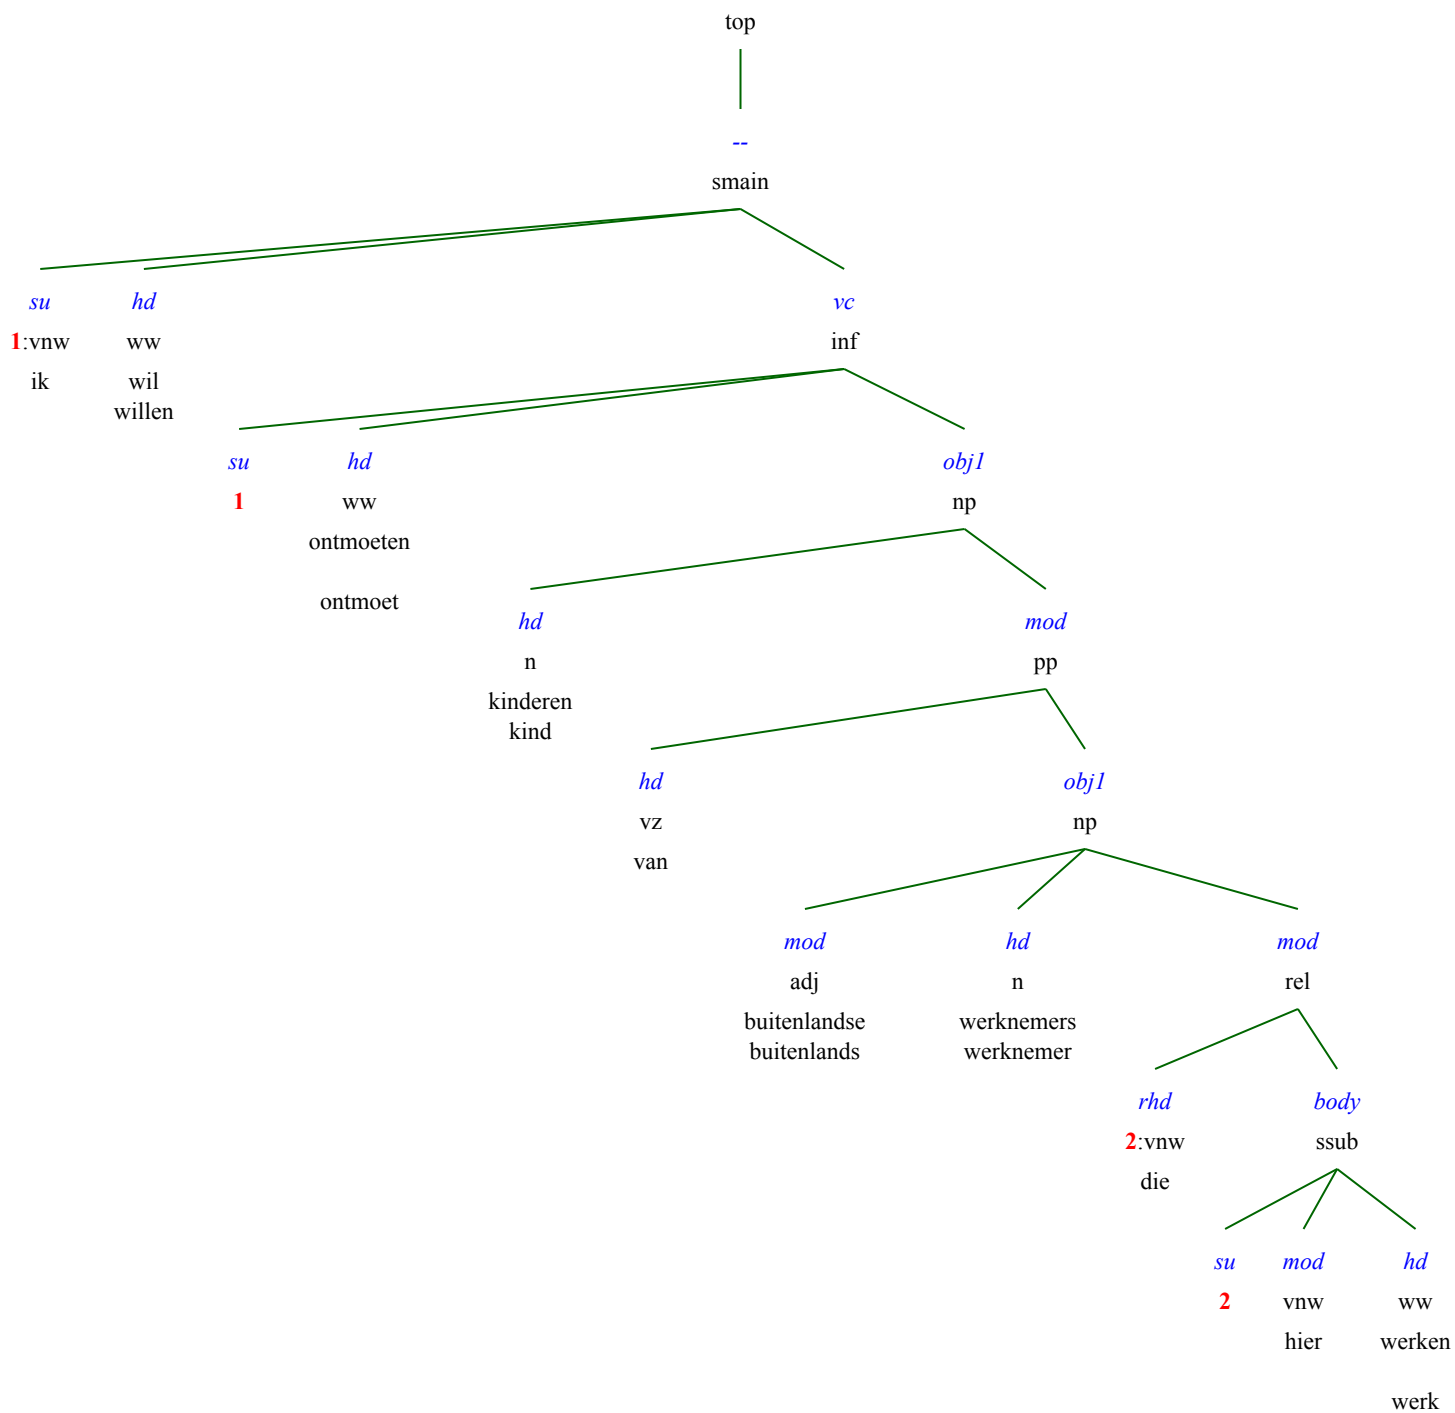 top
--
smain
su hd vc
1:vnw ww inf
ik wil
willen
su hd obj1
1 ww np
ontmoeten
ontmoet
hd mod
n pp
kinderen
kind
hd obj1
vz np
van
mod hd mod
adj n rel
buitenlandse werknemers
buitenlands werknemer
rhd body
2:vnw ssub
die
su mod hd
2 vnw ww
hier werken
werk